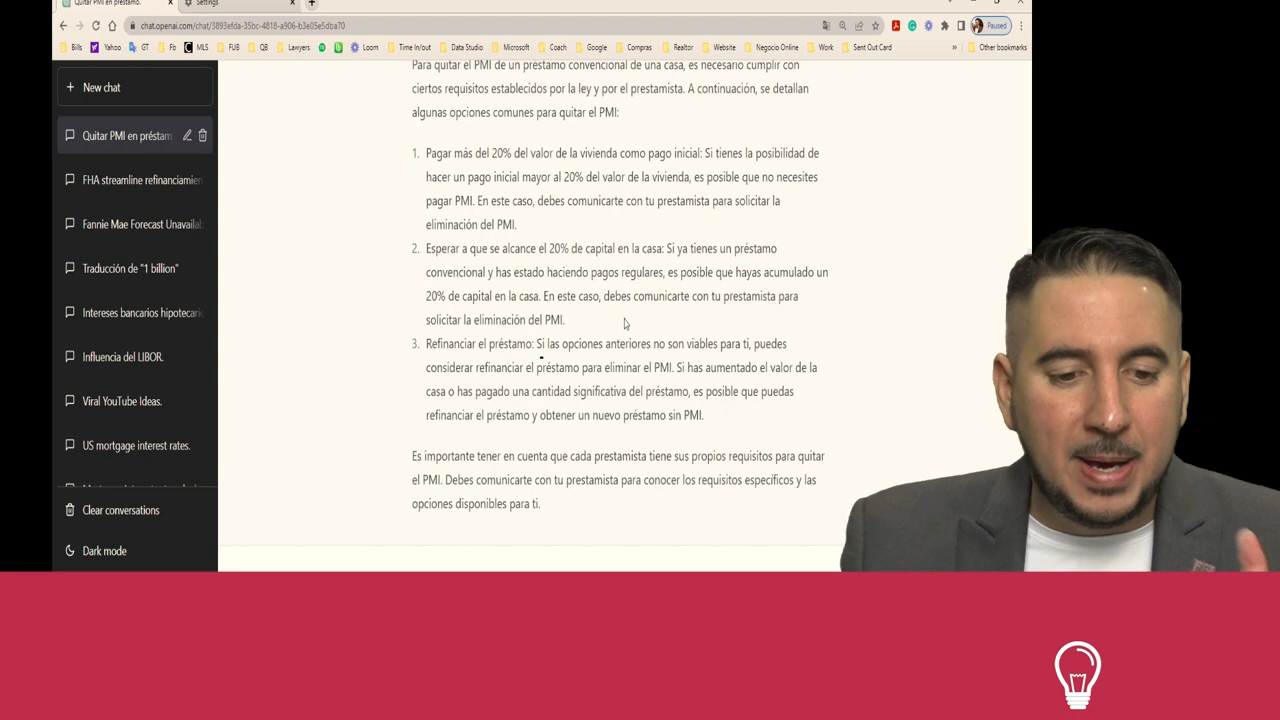 Quitar PMI en préstamo.
Settings
chat.openai.com/chat/3893efda-35bc-4818-a906-b3e05e5dba70
Paused
Bills Yahoo GT Fb MLS FUB QB Lawyers Loom Time In/out Data Studio Microsoft Coach Google Compras Realtor Website Negocio Online Work Sent Out Card » Other bookmarks
+ New chat
Quitar PMI en préstam
FHA streamline refinanciamien
Fannie Mae Forecast Unavailab
Traducción de "1 billion"
Intereses bancarios hipotecari
Influencia del LIBOR.
Viral YouTube Ideas.
US mortgage interest rates.
Clear conversations
Dark mode
Para quitar el PMI de un préstamo convencional de una casa, es necesario cumplir con
ciertos requisitos establecidos por la ley y por el prestamista. A continuación, se detallan
algunas opciones comunes para quitar el PMI:
1. Pagar más del 20% del valor de la vivienda como pago inicial: Si tienes la posibilidad de
hacer un pago inicial mayor al 20% del valor de la vivienda, es posible que no necesites
pagar PMI. En este caso, debes comunicarte con tu prestamista para solicitar la
eliminación del PMI.
2. Esperar a que se alcance el 20% de capital en la casa: Si ya tienes un préstamo
convencional y has estado haciendo pagos regulares, es posible que hayas acumulado un
20% de capital en la casa. En este caso, debes comunicarte con tu prestamista para
solicitar la eliminación del PMI.
3. Refinanciar el préstamo: Si las opciones anteriores no son viables para ti, puedes
considerar refinanciar el préstamo para eliminar el PMI. Si has aumentado el valor de la
casa o has pagado una cantidad significativa del préstamo, es posible que puedas
refinanciar el préstamo y obtener un nuevo préstamo sin PMI.
Es importante tener en cuenta que cada prestamista tiene sus propios requisitos para quitar
el PMI. Debes comunicarte con tu prestamista para conocer los requisitos específicos y las
opciones disponibles para ti.